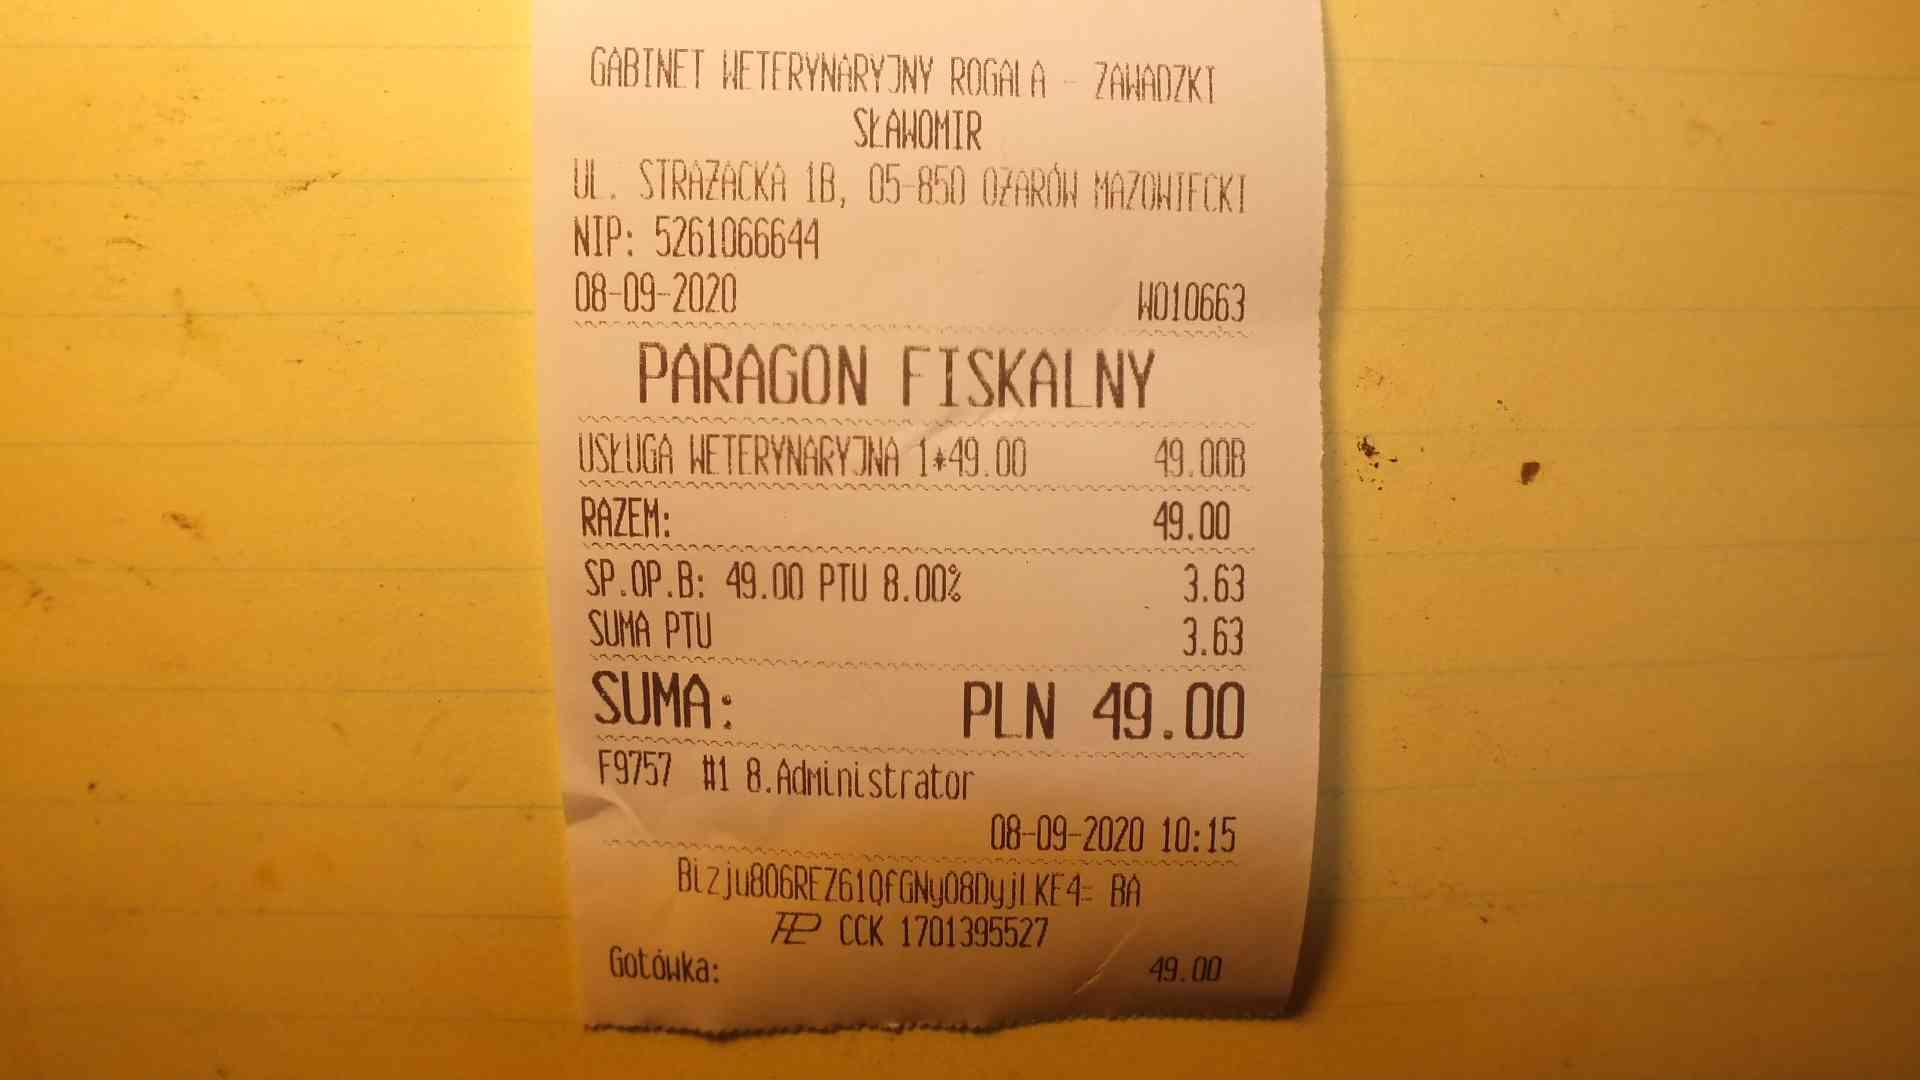 GABINET WETERYNARYJNY ROGALA - ZAWADZKI
SŁAWOMIR
UL. STRAŻACKA 1B, 05-850 OŻARÓW MAZOWIECKI
NIP: 5261066644
08-09-2020 W010663
PARAGON FISKALNY
USŁUGA WETERYNARYJNA 1*49.00 49.00B
RAZEM: 49.00
SP.OP.B: 49.00 PTU 8.00% 3.63
SUMA PTU 3.63
SUMA: PLN 49.00
F9757 #1 8.Administrator
08-09-2020 10:15
BA
CCK 1701395527
Gotówka: 49.00